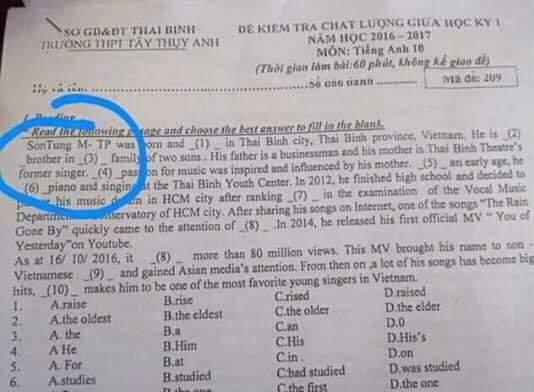 SỞ GD&ĐT THÁI BÌNH
TRƯỜNG THPT TÂY THỤY ANH
ĐỀ KIỂM TRA CHẤT LƯỢNG GIỮA HỌC KỲ 1
NĂM HỌC 2016 – 2017
MÔN: Tiếng Anh 10
(Thời gian làm bài:60 phút, không kể giao đề)
Họ và tên Số báo danh
Mã đề: 209
1. Reading
Read the following passage and choose the best answer to fill in the blank.
SonTung M- TP was born and _(1) _ in Thai Binh city, Thai Binh province, Vietnam. He is _(2)
_brother in _(3) _ family of two sons.. His father is a businessman and his mother is Thai Binh Theatre's
former singer. _(4) _passion for music was inspired and influenced by his mother. _(5) _ an early age, he
_(6) _piano and singing at the Thai Binh Youth Center. In 2012, he finished high school and decided to
his music in HCM city after ranking _(7) _ in the examination of the Vocal Music
Department Conservatory of HCM city. After sharing his songs on Internet, one of the songs "The Rain
Gone By" quickly came to the attention of _(8) _ .In 2014, he released his first official MV " You of
Yesterday"on Youtube.
As at 16/ 10/ 2016, it _(8) _ more than 80 million views. This MV brought his name to non -
Vietnamese _(9) _ and gained Asian media's attention. From then on ,a lot of his songs has become big
hits, _(10) _ makes him to be one of the most favorite young singers in Vietnam.
1. A.raise B.rise C.rised D.raised
2. A.the oldest B.the eldest C.the older D.the elder
3. A. the B.a C.an D.0
4. A He B.Him C.His D.His's
5. A. For B.at C.in . D.on
6. A.studies B.studied C.had studied D.was studied
C.the first D.the one